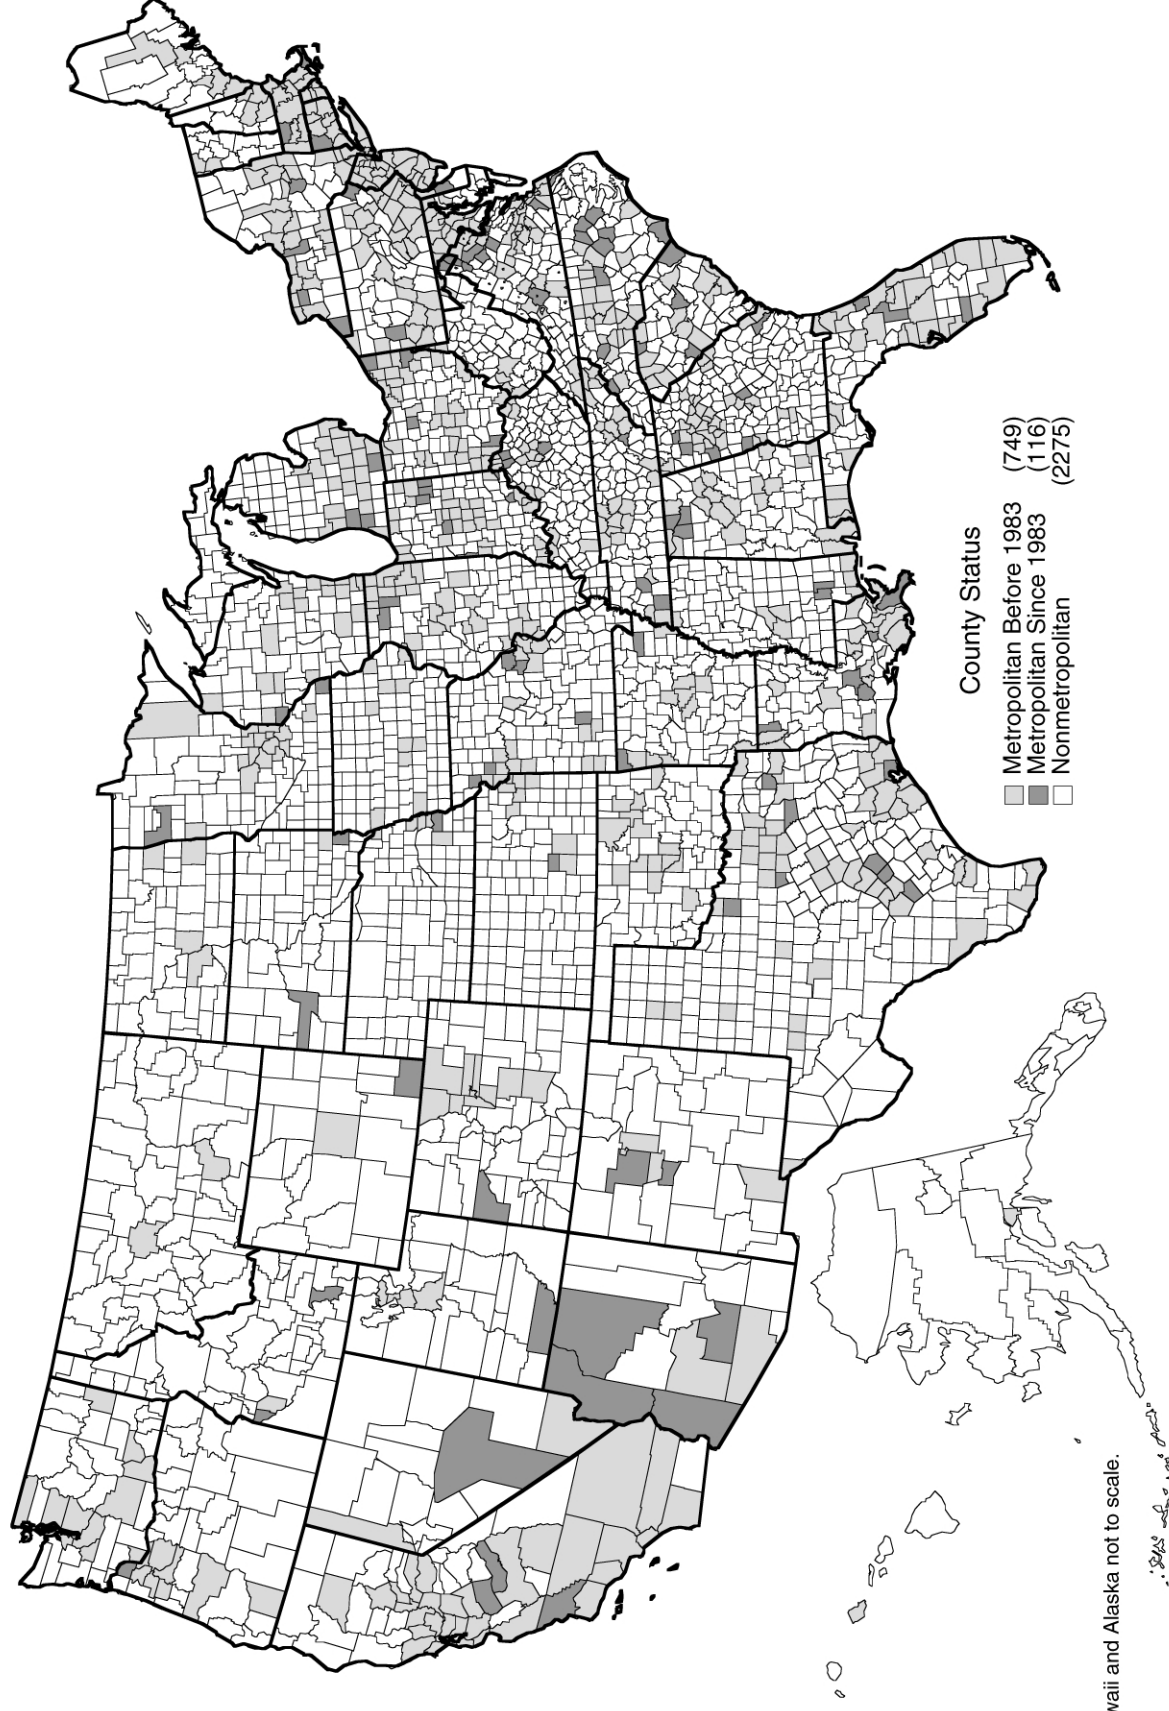 County Status
Metropolitan Before 1983 (749)
Metropolitan Since 1983 (116)
Nonmetropolitan (2275)
waii and Alaska not to scale.